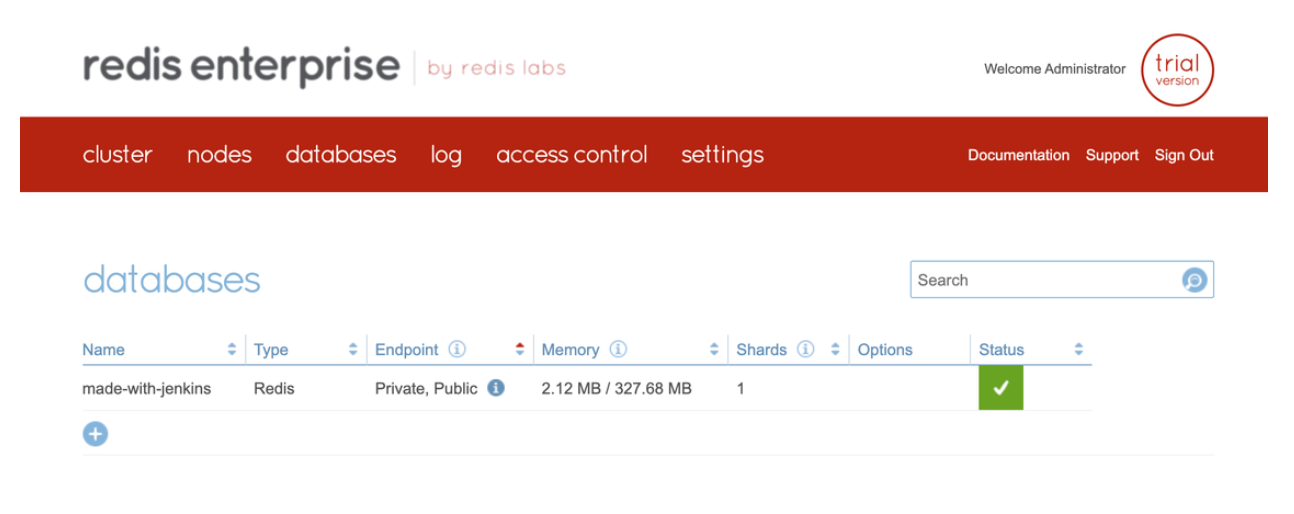 redis enterprise by redis labs
Welcome Administrator
trial
version
cluster nodes databases log access control settings
Documentation Support Sign Out
databases
Search
Name Type Endpoint Memory Shards Options Status
made-with-jenkins Redis Private, Public 2.12 MB / 327.68 MB 1